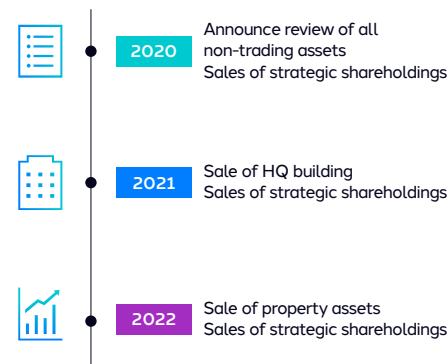 2020
Announce review of all
non-trading assets
Sales of strategic shareholdings
2021
Sale of HQ building
Sales of strategic shareholdings
2022
Sale of property assets
Sales of strategic shareholdings